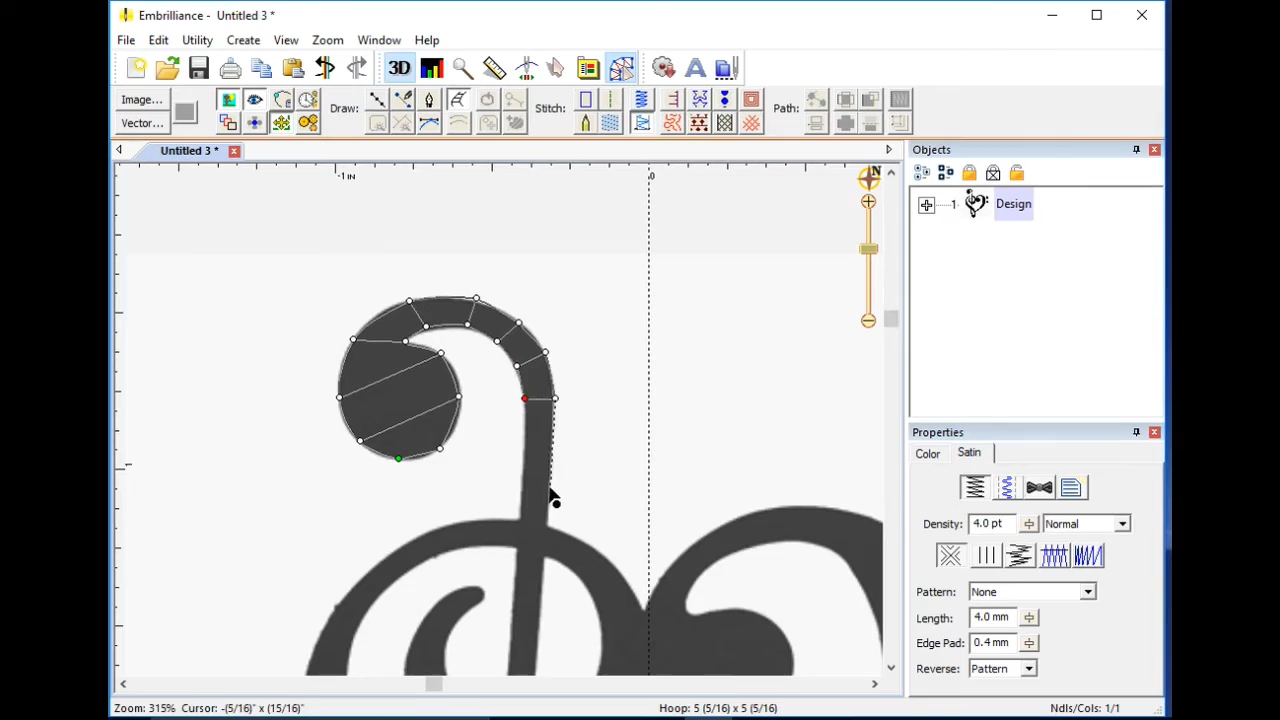 Embrilliance - Untitled 3 *
File Edit Utility Create View Zoom Window Help
3D
Image... Draw: Stitch: Path:
Vector...
Untitled 3 * Objects
-1 IN 0 N
1 Design
1
Properties
Color Satin
Density: 4.0 pt Normal
Pattern: None
Length: 4.0 mm
Edge Pad: 0.4 mm
Reverse: Pattern
Zoom: 315% Cursor: -(5/16)" x (15/16)" Hoop: 5 (5/16) x 5 (5/16) Ndls/Cols: 1/1